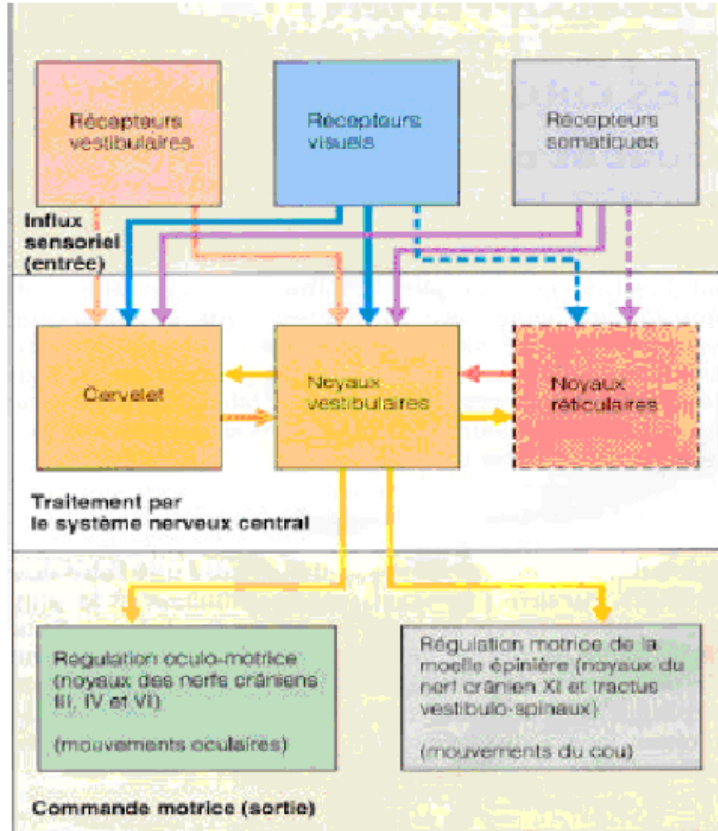 Récepteurs
vestibulaires
Récepteurs
visuels
Récepteurs
somatiques
Influx
sensoriel
(entrée)
Cervelet
Noyaux
vestibulaires
Noyaux
réticulaires
Traitement par
le système nerveux central
Régulation oculo-motrice
(noyaux des nerfs crâniens
III, IV et VI)
(mouvements oculaires)
Régulation motrice de la
moelle épinière (noyaux du
nerf crânien XI et tractus
vestibulo-spinaux)
(mouvements du cou)
Commande motrice (sortie)